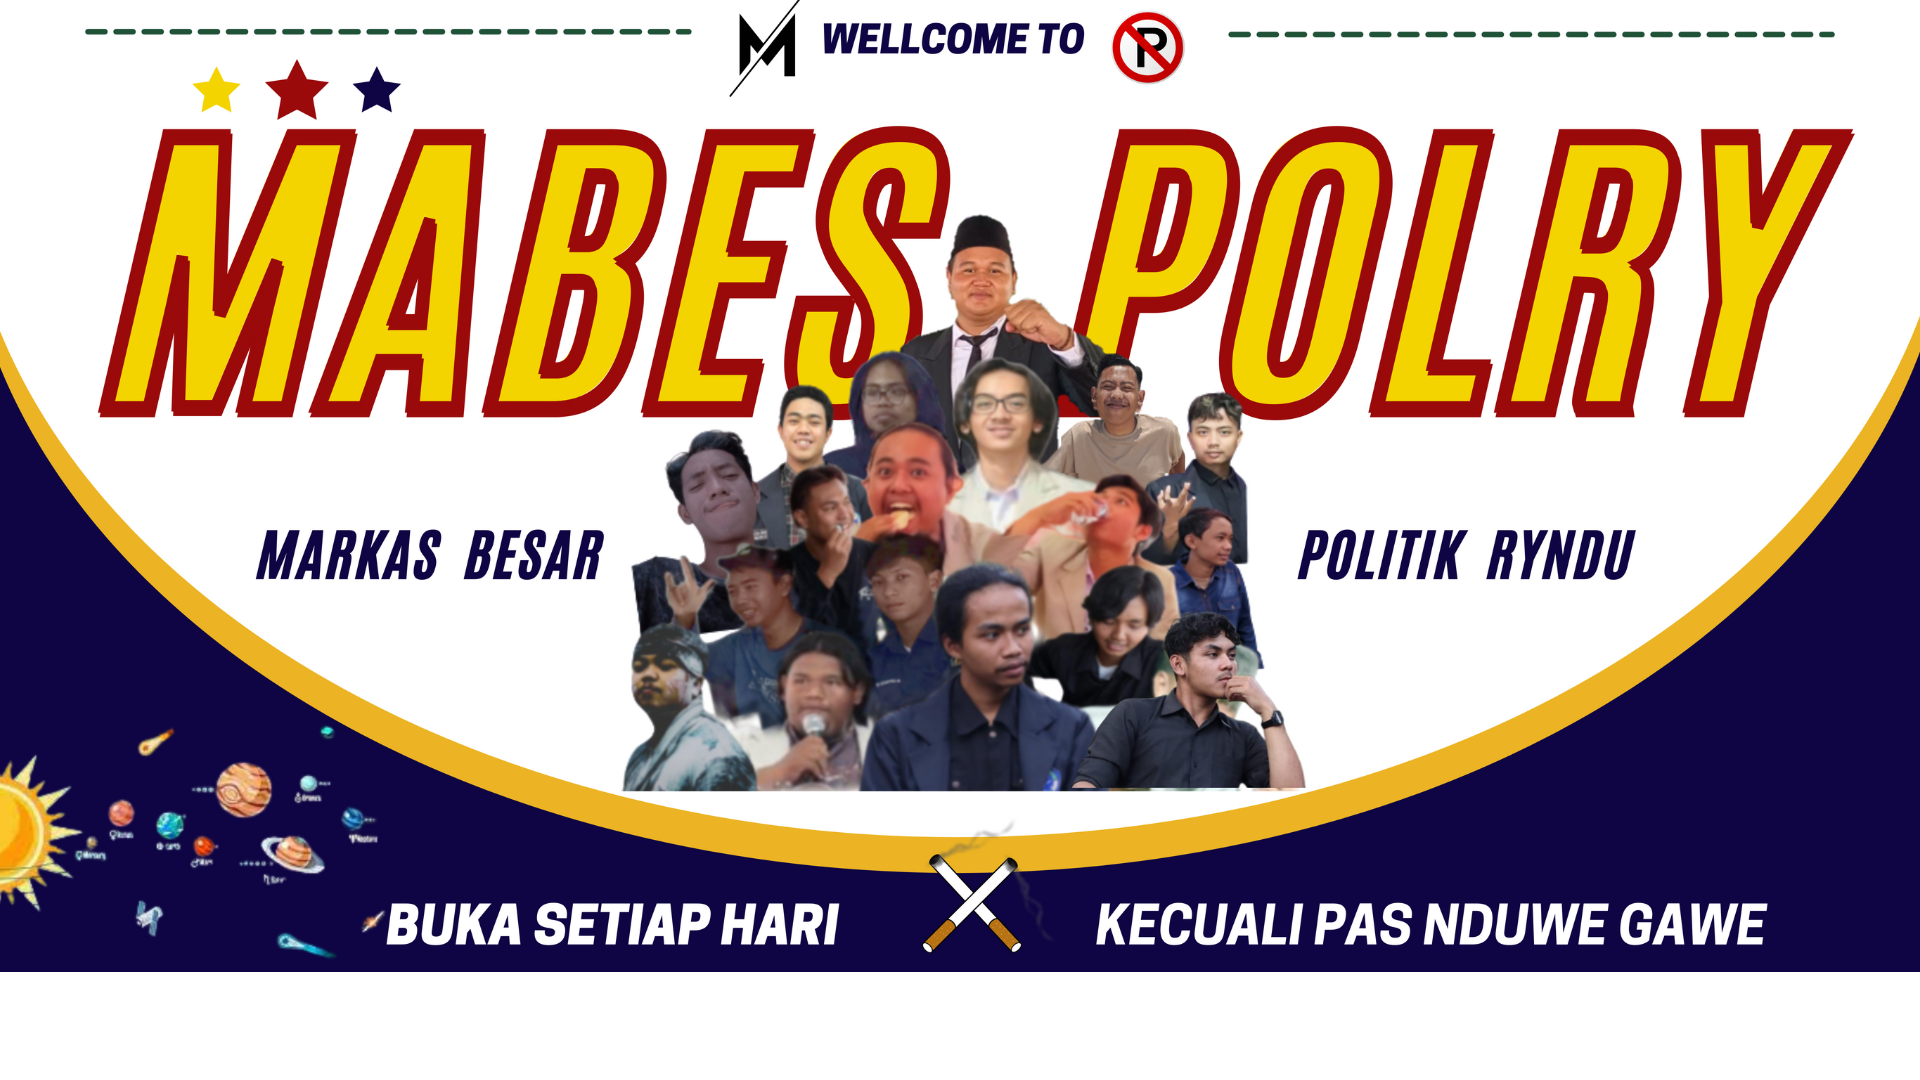 M WELLCOME TO P
MABES POLRY
MARKAS BESAR
POLITIK RYNDU
BUKA SETIAP HARI
KECUALI PAS NDUWE GAWE